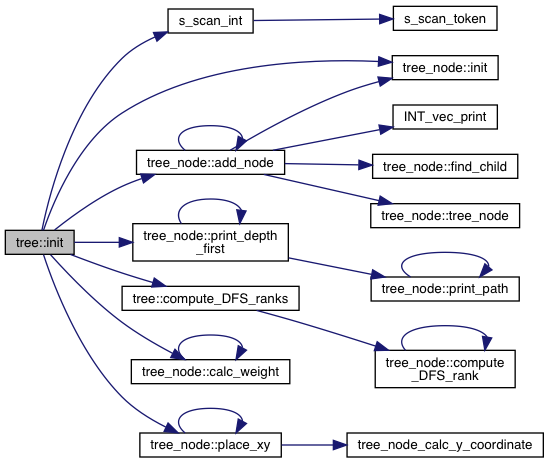 s_scan_int
s_scan_token
tree_node::init
INT_vec_print
tree_node::add_node
tree_node::find_child
tree_node::tree_node
tree::init
tree_node::print_depth
_first
tree_node::print_path
tree::compute_DFS_ranks
tree_node::calc_weight
tree_node::compute
_DFS_rank
tree_node::place_xy
tree_node_calc_y_coordinate